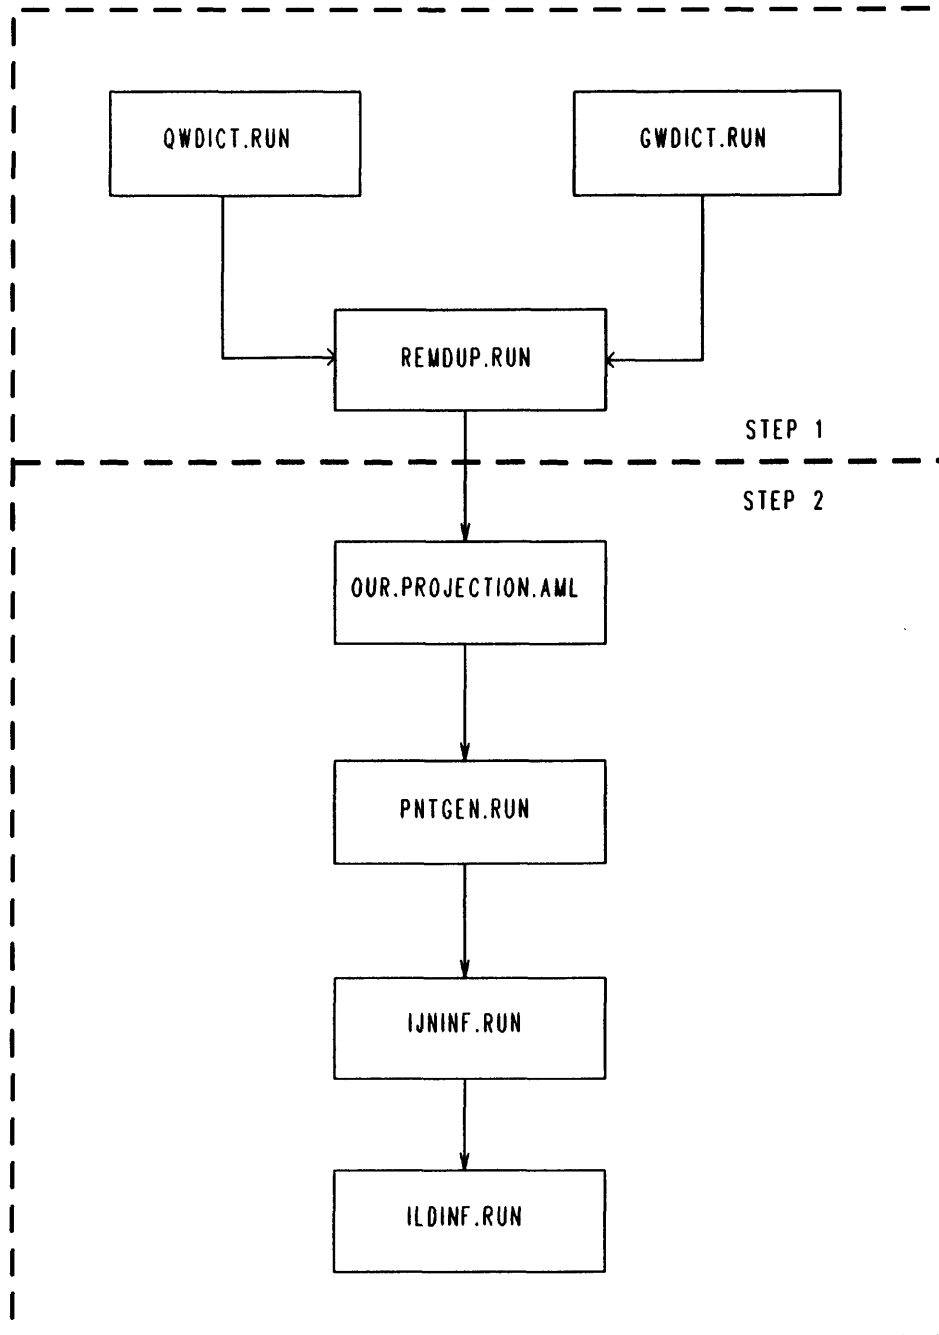 QWDICT.RUN
GWDICT.RUN
REMDUP.RUN
STEP 1
STEP 2
OUR.PROJECTION.AML
PNTGEN.RUN
IJNINF.RUN
ILDINF.RUN